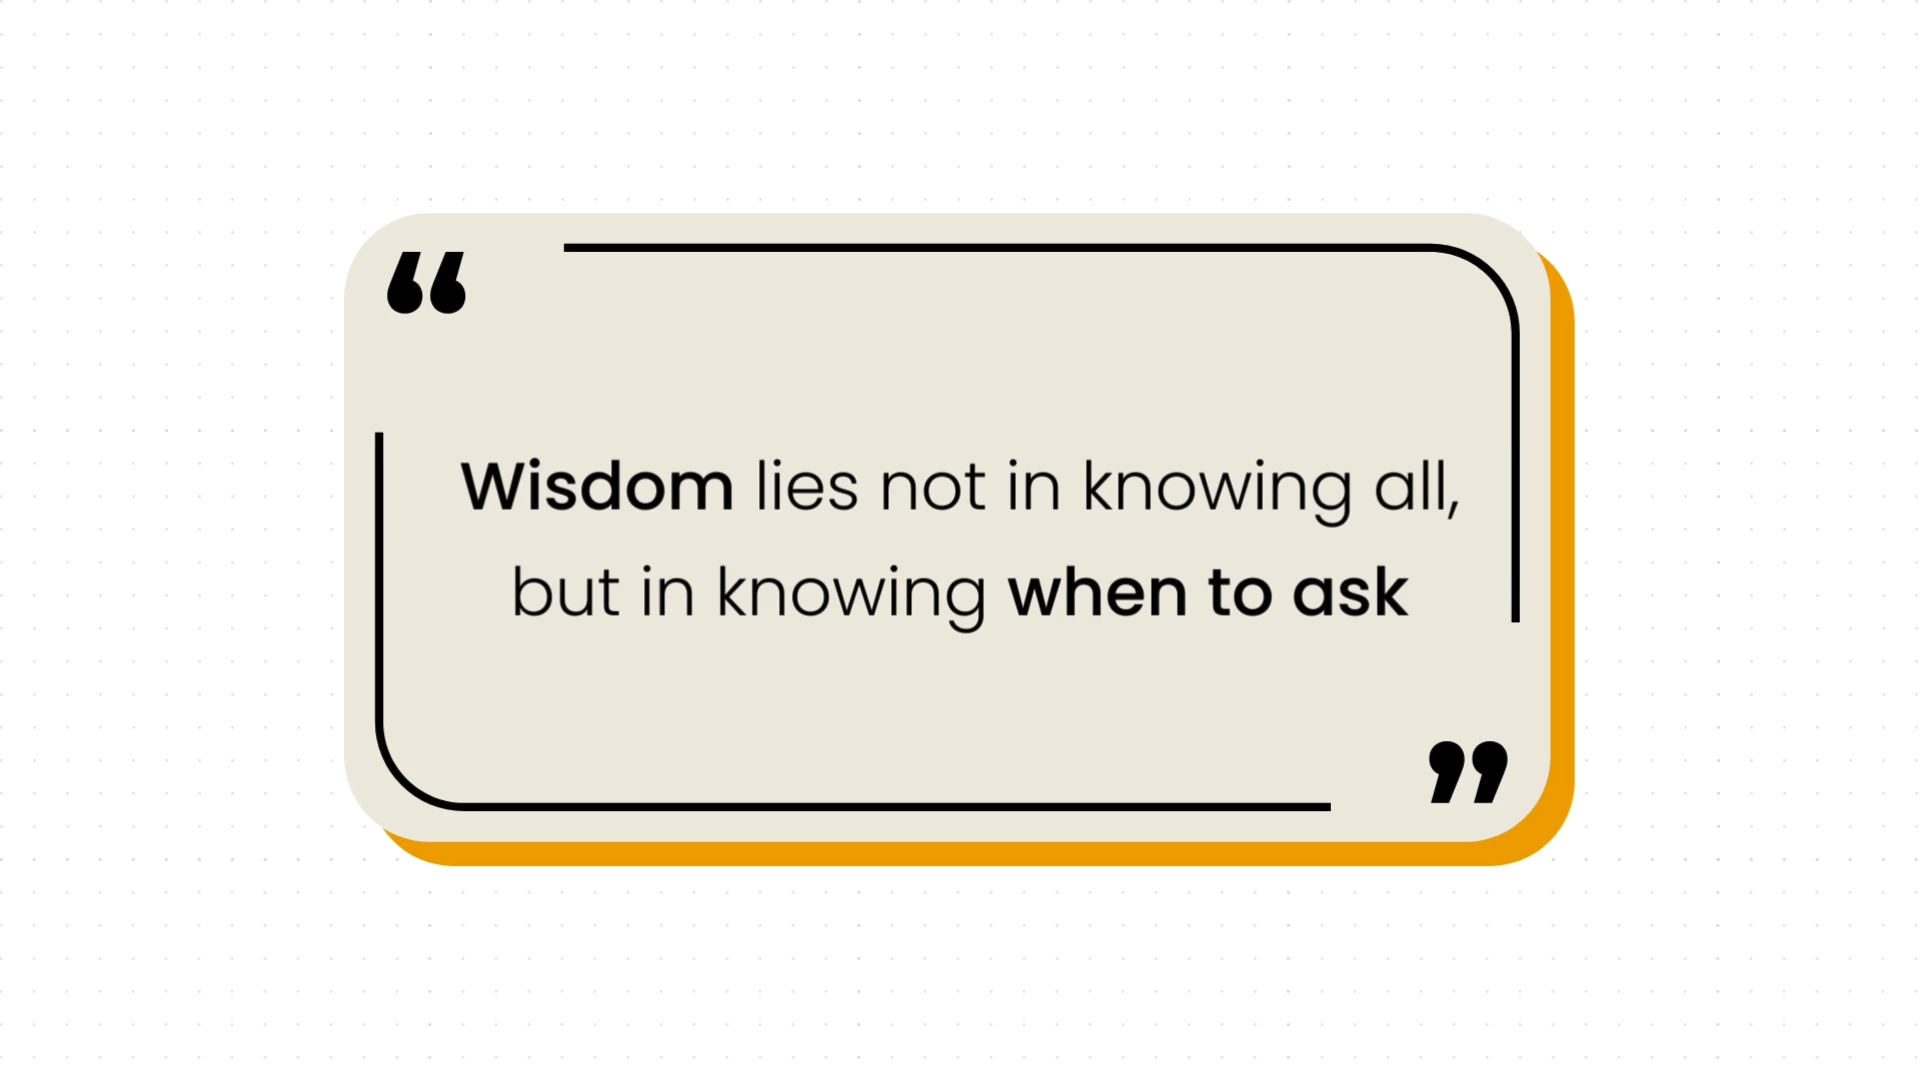 “
Wisdom lies not in knowing all,
but in knowing when to ask
”